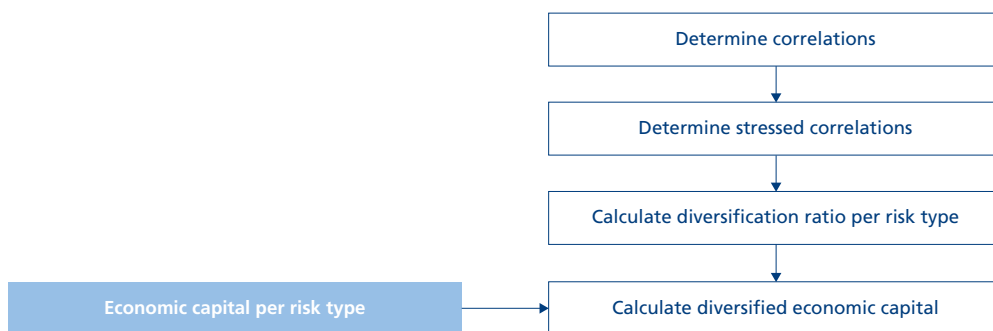 Determine correlations
Determine stressed correlations
Calculate diversification ratio per risk type
Economic capital per risk type
Calculate diversified economic capital